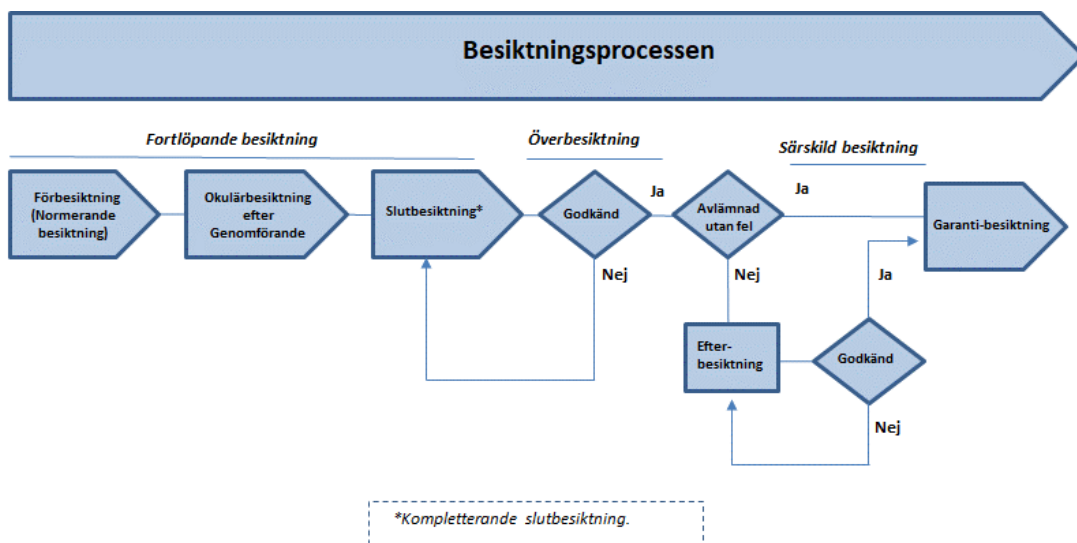 Besiktningsprocessen
Fortlöpande besiktning
Överbesiktning
Särskild besiktning
Förbesiktning
(Normerande
besiktning)
Okulärbesiktning
efter
Genomförande
Slutbesiktning*
Godkänd
Ja
Avlämnad
utan fel
Ja
Garanti-besiktning
Nej
Nej
Ja
Efter-
besiktning
Godkänd
Nej
*Kompletterande slutbesiktning.